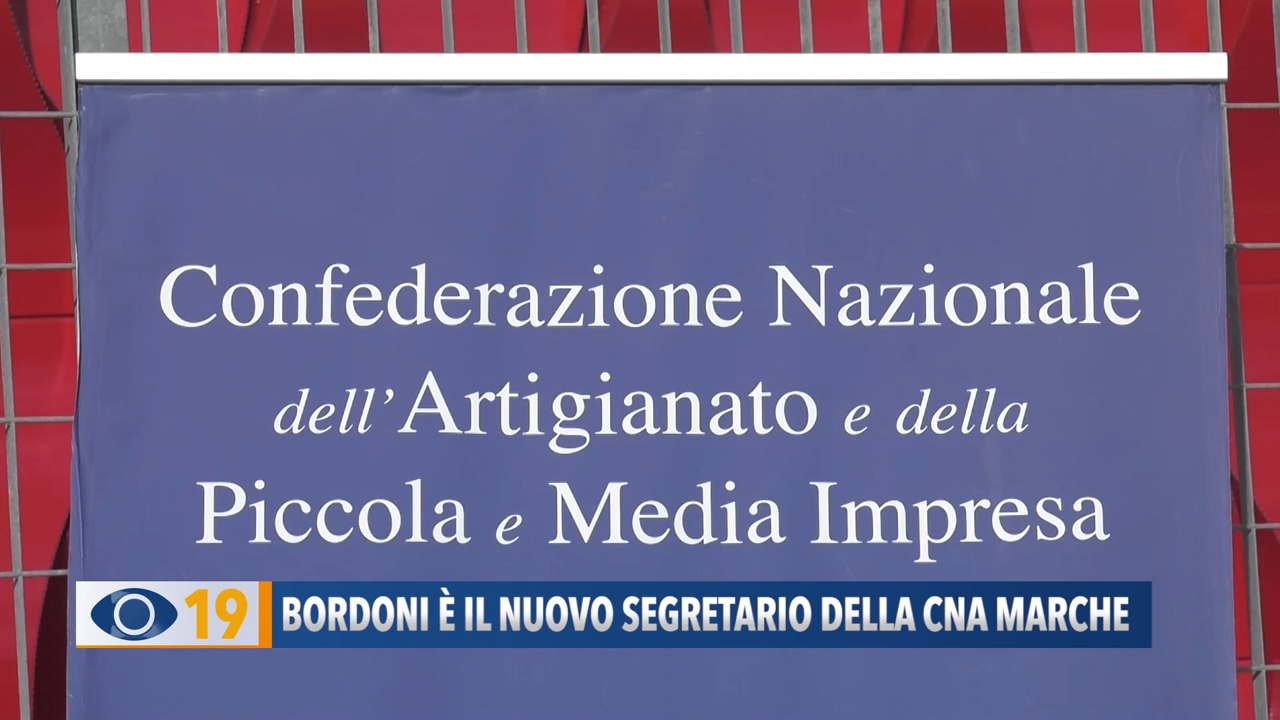 Confederazione Nazionale
dell'Artigianato e della
Piccola e Media Impresa
19
BORDONI È IL NUOVO SEGRETARIO DELLA CNA MARCHE